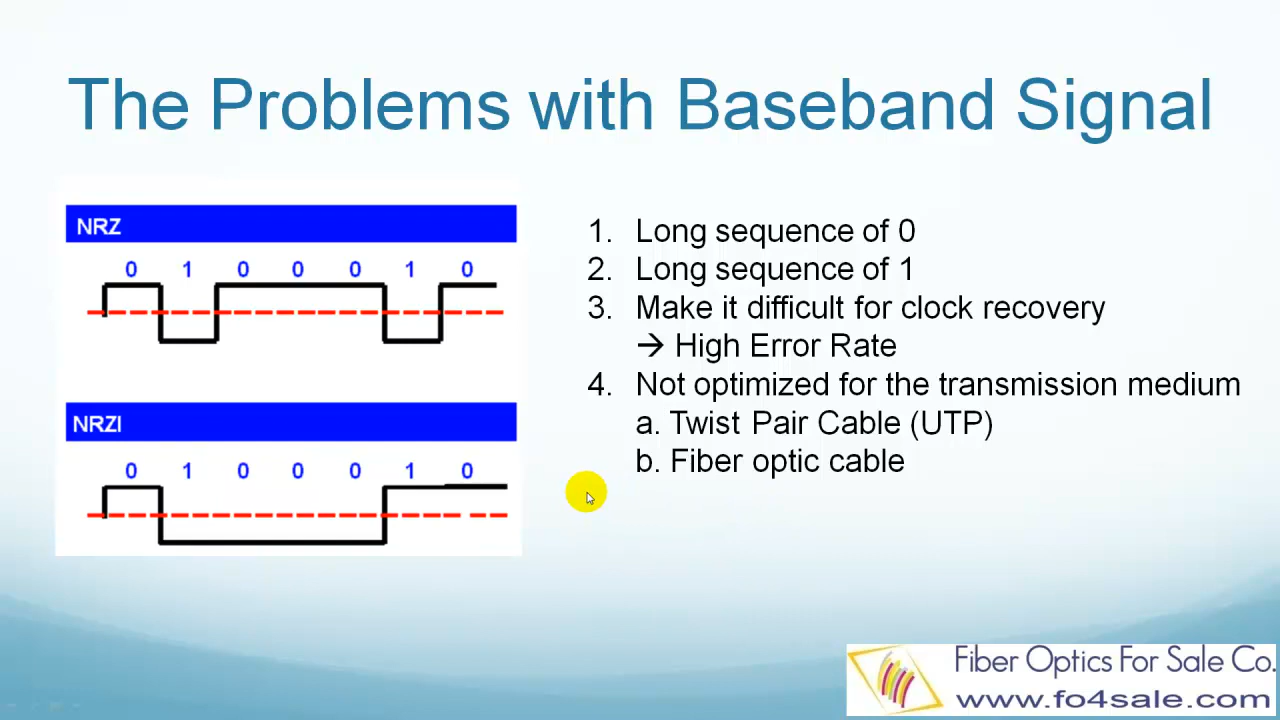 The Problems with Baseband Signal
NRZ
0 1 0 0 0 1 0
NRZI
0 1 0 0 0 1 0
1. Long sequence of 0
2. Long sequence of 1
3. Make it difficult for clock recovery
→ High Error Rate
4. Not optimized for the transmission medium
a. Twist Pair Cable (UTP)
b. Fiber optic cable
Fiber Optics For Sale Co.
www.fo4sale.com